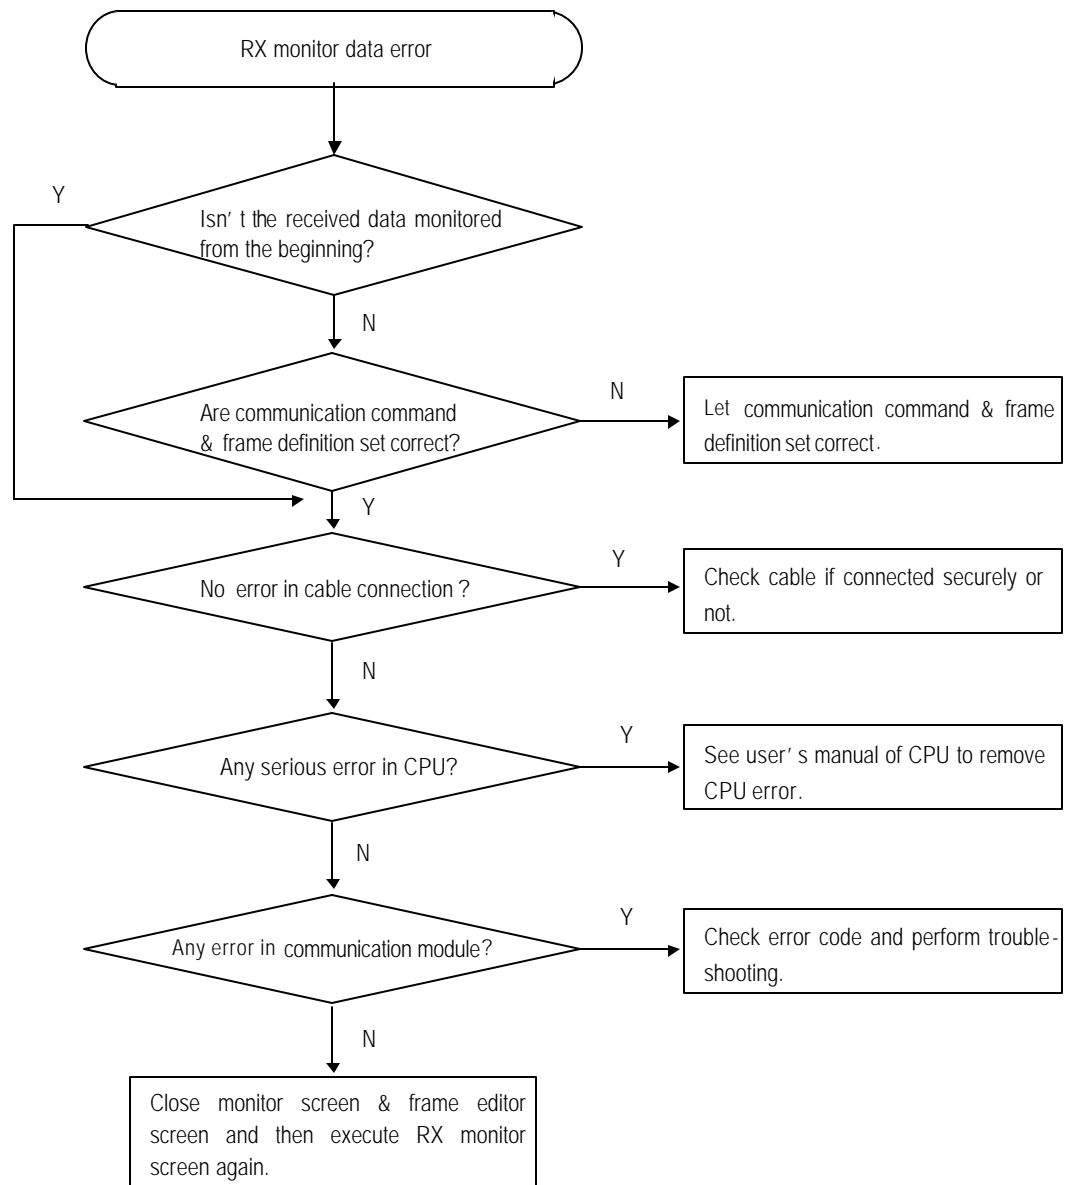 RX monitor data error
Y
Isn't the received data monitored
from the beginning?
N
Are communication command
& frame definition set correct?
N
Let communication command & frame
definition set correct.
Y
No error in cable connection ?
Y
Check cable if connected securely or
not.
N
Any serious error in CPU?
Y
See user's manual of CPU to remove
CPU error.
N
Any error in communication module?
Y
Check error code and perform trouble-
shooting.
N
Close monitor screen & frame editor
screen and then execute RX monitor
screen again.